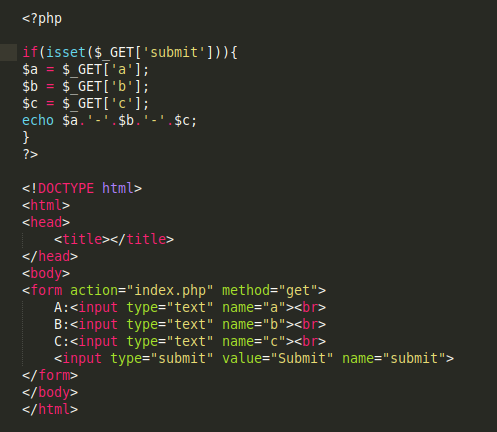 <?php
if(isset($_GET['submit'])){
$a = $_GET['a'];
$b = $_GET['b'];
$c = $_GET['c'];
echo $a.'-'.$b.'-'.$c;
}
?>
<!DOCTYPE html>
<html>
<head>
    <title></title>
</head>
<body>
<form action="index.php" method="get">
    A:<input type="text" name="a"><br>
    B:<input type="text" name="b"><br>
    C:<input type="text" name="c"><br>
    <input type="submit" value="Submit" name="submit">
</form>
</body>
</html>